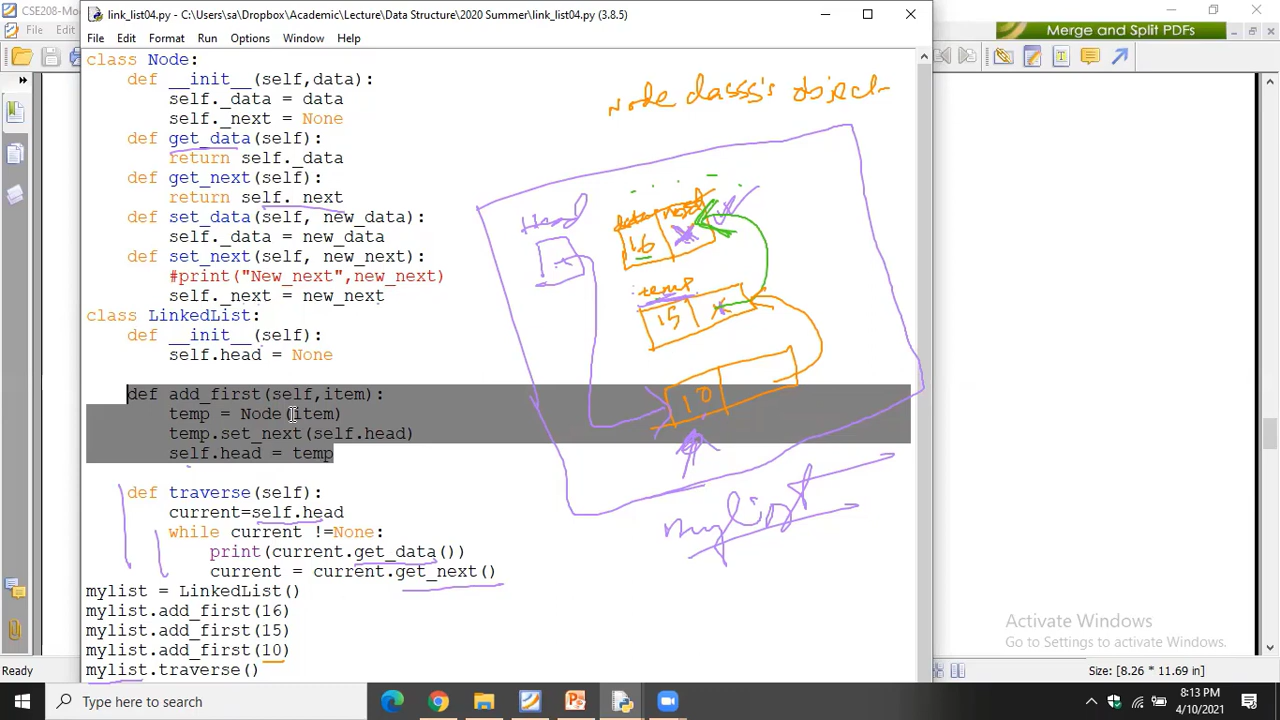 CSE208-M
link_list04.py - C:\Users\sa\Dropbox\Academic\Lecture\Data Structure\2020 Summer\link_list04.py (3.8.5)
File
File Edit Format Run Options Window Help
Merge and Split PDFs
class Node:
def __init__(self,data):
self._data = data
self._next = None
def get_data(self):
return self._data
def get_next(self):
return self._next
def set_data(self, new_data):
self._data = new_data
def set_next(self, new_next):
#print("New_next",new_next)
self._next = new_next
class LinkedList:
def __init__(self):
self.head = None
def add_first(self,item):
temp = Node(item)
temp.set_next(self.head)
self.head = temp
def traverse(self):
current=self.head
while current !=None:
print(current.get_data())
current = current.get_next()
mylist = LinkedList()
mylist.add_first(16)
mylist.add_first(15)
mylist.add_first(10)
mylist.traverse()
Node classs's object
Head
16
temp
15
10
mylist
Activate Windows
Go to Settings to activate Windows.
Ready
Size: [8.26 * 11.69 in]
Type here to search
8:13 PM
4/10/2021